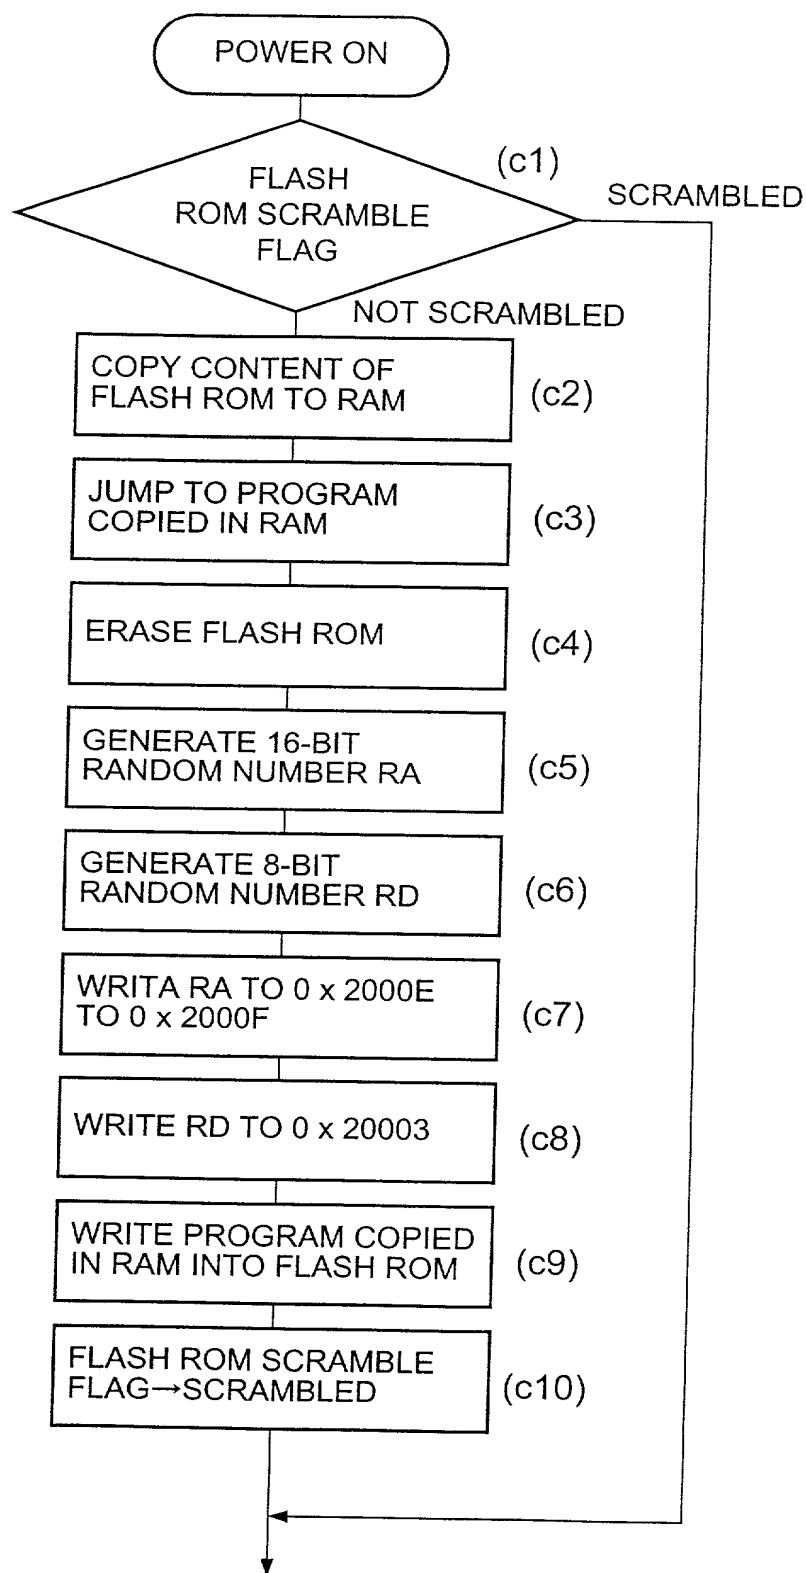 POWER ON
(c1)
FLASH
ROM SCRAMBLE
FLAG
SCRAMBLED
NOT SCRAMBLED
COPY CONTENT OF
FLASH ROM TO RAM
(c2)
JUMP TO PROGRAM
COPIED IN RAM
(c3)
ERASE FLASH ROM
(c4)
GENERATE 16-BIT
RANDOM NUMBER RA
(c5)
GENERATE 8-BIT
RANDOM NUMBER RD
(c6)
WRITA RA TO 0 x 2000E
TO 0 x 2000F
(c7)
WRITE RD TO 0 x 20003
(c8)
WRITE PROGRAM COPIED
IN RAM INTO FLASH ROM
(c9)
FLASH ROM SCRAMBLE
FLAG→SCRAMBLED
(c10)